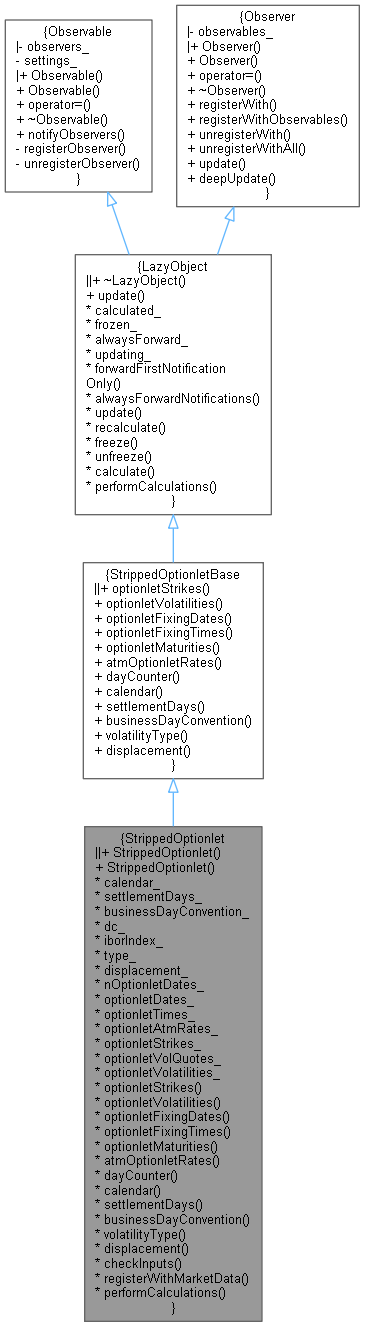 {Observable
|- observers_
- settings_
|+ Observable()
+ Observable()
+ operator=()
+ ~Observable()
+ notifyObservers()
- registerObserver()
- unregisterObserver()
}
{Observer
|- observables_
|+ Observer()
+ Observer()
+ operator=()
+ ~Observer()
+ registerWith()
+ registerWithObservables()
+ unregisterWith()
+ unregisterWithAll()
+ update()
+ deepUpdate()
}
{LazyObject
||+ ~LazyObject()
+ update()
* calculated_
* frozen_
* alwaysForward_
* updating_
* forwardFirstNotification
Only()
* alwaysForwardNotifications()
* update()
* recalculate()
* freeze()
* unfreeze()
* calculate()
* performCalculations()
}
{StrippedOptionletBase
||+ optionletStrikes()
+ optionletVolatilities()
+ optionletFixingDates()
+ optionletFixingTimes()
+ optionletMaturities()
+ atmOptionletRates()
+ dayCounter()
+ calendar()
+ settlementDays()
+ businessDayConvention()
+ volatilityType()
+ displacement()
}
{StrippedOptionlet
||+ StrippedOptionlet()
+ StrippedOptionlet()
* calendar_
* settlementDays_
* businessDayConvention_
* dc_
* iborIndex_
* type_
* displacement_
* nOptionletDates_
* optionletDates_
* optionletTimes_
* optionletAtmRates_
* optionletStrikes_
* optionletVolQuotes_
* optionletVolatilities_
* optionletStrikes()
* optionletVolatilities()
* optionletFixingDates()
* optionletFixingTimes()
* optionletMaturities()
* atmOptionletRates()
* dayCounter()
* calendar()
* settlementDays()
* businessDayConvention()
* volatilityType()
* displacement()
* checkInputs()
* registerWithMarketData()
* performCalculations()
}